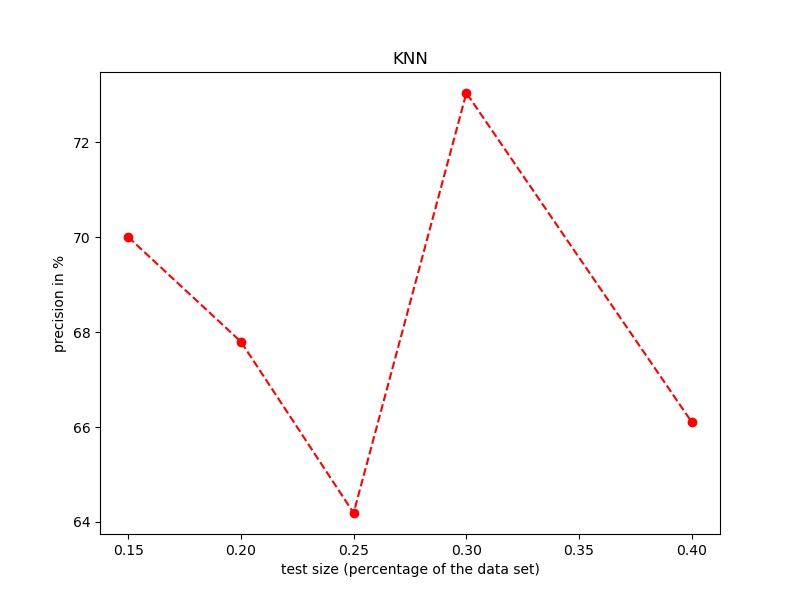 KNN
72
70
68
66
64
precision in %
0.15 0.20 0.25 0.30 0.35 0.40
test size (percentage of the data set)